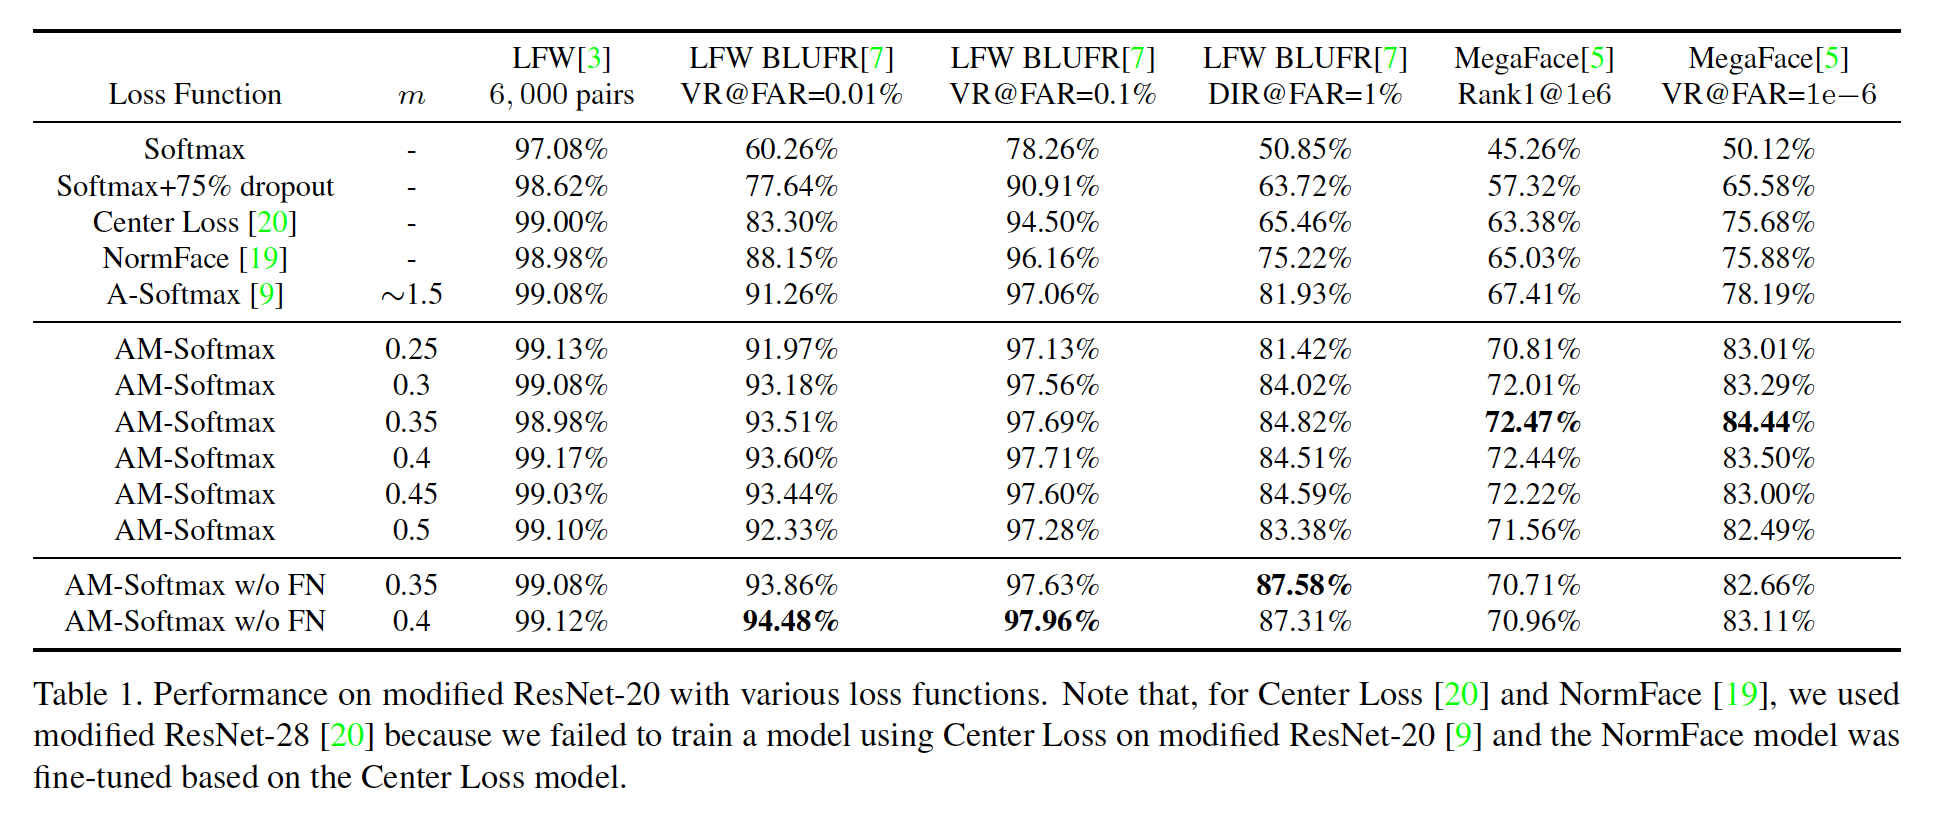 Loss Function m LFW[3] 6,000 pairs LFW BLUFR[7] VR@FAR=0.01% LFW BLUFR[7] VR@FAR=0.1% LFW BLUFR[7] DIR@FAR=1% MegaFace[5] Rank1@1e6 MegaFace[5] VR@FAR=1e−6
Softmax - 97.08% 60.26% 78.26% 50.85% 45.26% 50.12%
Softmax+75% dropout - 98.62% 77.64% 90.91% 63.72% 57.32% 65.58%
Center Loss [20] - 99.00% 83.30% 94.50% 65.46% 63.38% 75.68%
NormFace [19] - 98.98% 88.15% 96.16% 75.22% 65.03% 75.88%
A-Softmax [9] ∼1.5 99.08% 91.26% 97.06% 81.93% 67.41% 78.19%
AM-Softmax 0.25 99.13% 91.97% 97.13% 81.42% 70.81% 83.01%
AM-Softmax 0.3 99.08% 93.18% 97.56% 84.02% 72.01% 83.29%
AM-Softmax 0.35 98.98% 93.51% 97.69% 84.82% 72.47% 84.44%
AM-Softmax 0.4 99.17% 93.60% 97.71% 84.51% 72.44% 83.50%
AM-Softmax 0.45 99.03% 93.44% 97.60% 84.59% 72.22% 83.00%
AM-Softmax 0.5 99.10% 92.33% 97.28% 83.38% 71.56% 82.49%
AM-Softmax w/o FN 0.35 99.08% 93.86% 97.63% 87.58% 70.71% 82.66%
AM-Softmax w/o FN 0.4 99.12% 94.48% 97.96% 87.31% 70.96% 83.11%
Table 1. Performance on modified ResNet-20 with various loss functions. Note that, for Center Loss [20] and NormFace [19], we used
modified ResNet-28 [20] because we failed to train a model using Center Loss on modified ResNet-20 [9] and the NormFace model was
fine-tuned based on the Center Loss model.